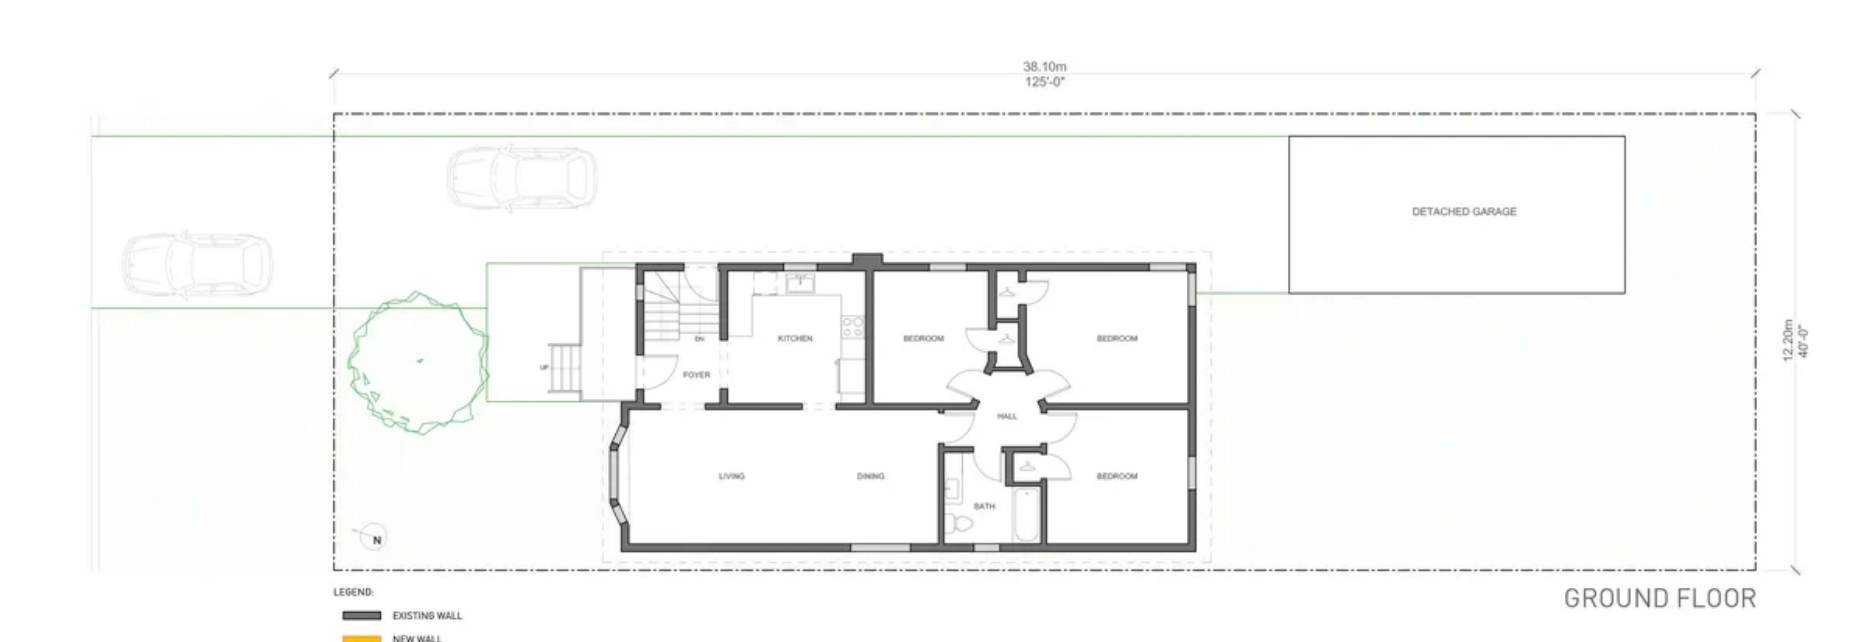 38.10m
125'-0"
DETACHED GARAGE
12.20m
40'-0"
DN
KITCHEN
BEDROOM
BEDROOM
UP
FOYER
HALL
LIVING
DINING
BEDROOM
BATH
N
LEGEND:
EXISTING WALL
NEW WALL
GROUND FLOOR